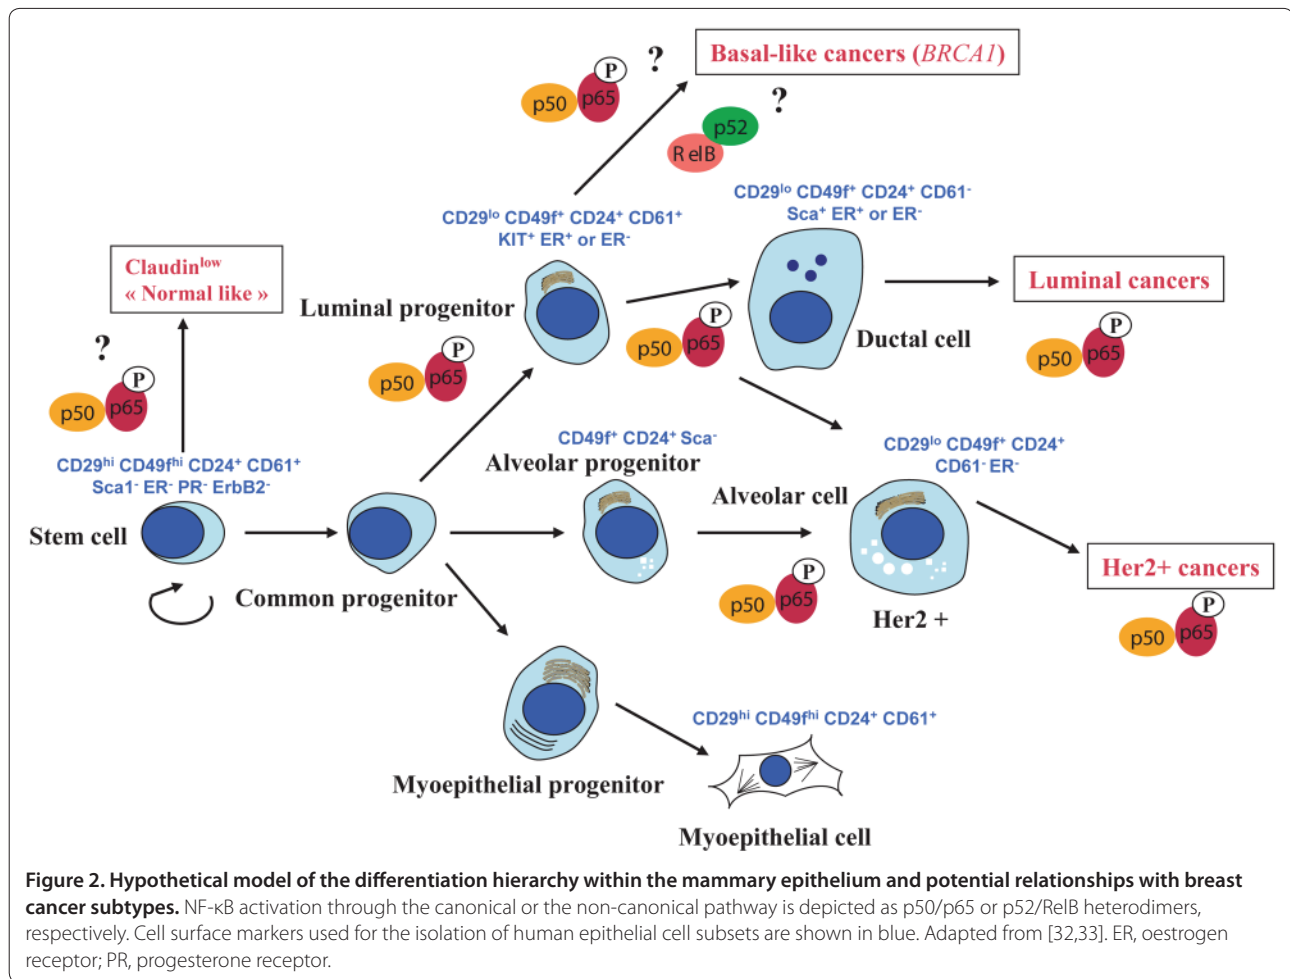 Basal-like cancers (BRCA1)
?
P
p50
p65
?
p52
RelB
CD29ˡᵒ CD49f⁺ CD24⁺ CD61⁺
KIT⁺ ER⁺ or ER⁻
CD29ˡᵒ CD49f⁺ CD24⁺ CD61⁻
Sca⁺ ER⁺ or ER⁻
Claudinˡᵒʷ
« Normal like »
Luminal progenitor
Luminal cancers
Ductal cell
P
p50
p65
P
p50
p65
P
p50
p65
?
P
p50
p65
CD29ʰⁱ CD49fʰⁱ CD24⁺ CD61⁺
Sca1⁻ ER⁻ PR⁻ ErbB2⁻
CD49f⁺ CD24⁺ Sca⁻
Alveolar progenitor
CD29ˡᵒ CD49f⁺ CD24⁺
CD61⁻ ER⁻
Alveolar cell
Stem cell
Common progenitor
Her2+ cancers
P
p50
p65
Her2 +
P
p50
p65
Myoepithelial progenitor
CD29ʰⁱ CD49fʰⁱ CD24⁺ CD61⁺
Myoepithelial cell
Figure 2. Hypothetical model of the differentiation hierarchy within the mammary epithelium and potential relationships with breast
cancer subtypes. NF-κB activation through the canonical or the non-canonical pathway is depicted as p50/p65 or p52/RelB heterodimers,
respectively. Cell surface markers used for the isolation of human epithelial cell subsets are shown in blue. Adapted from [32,33]. ER, oestrogen
receptor; PR, progesterone receptor.